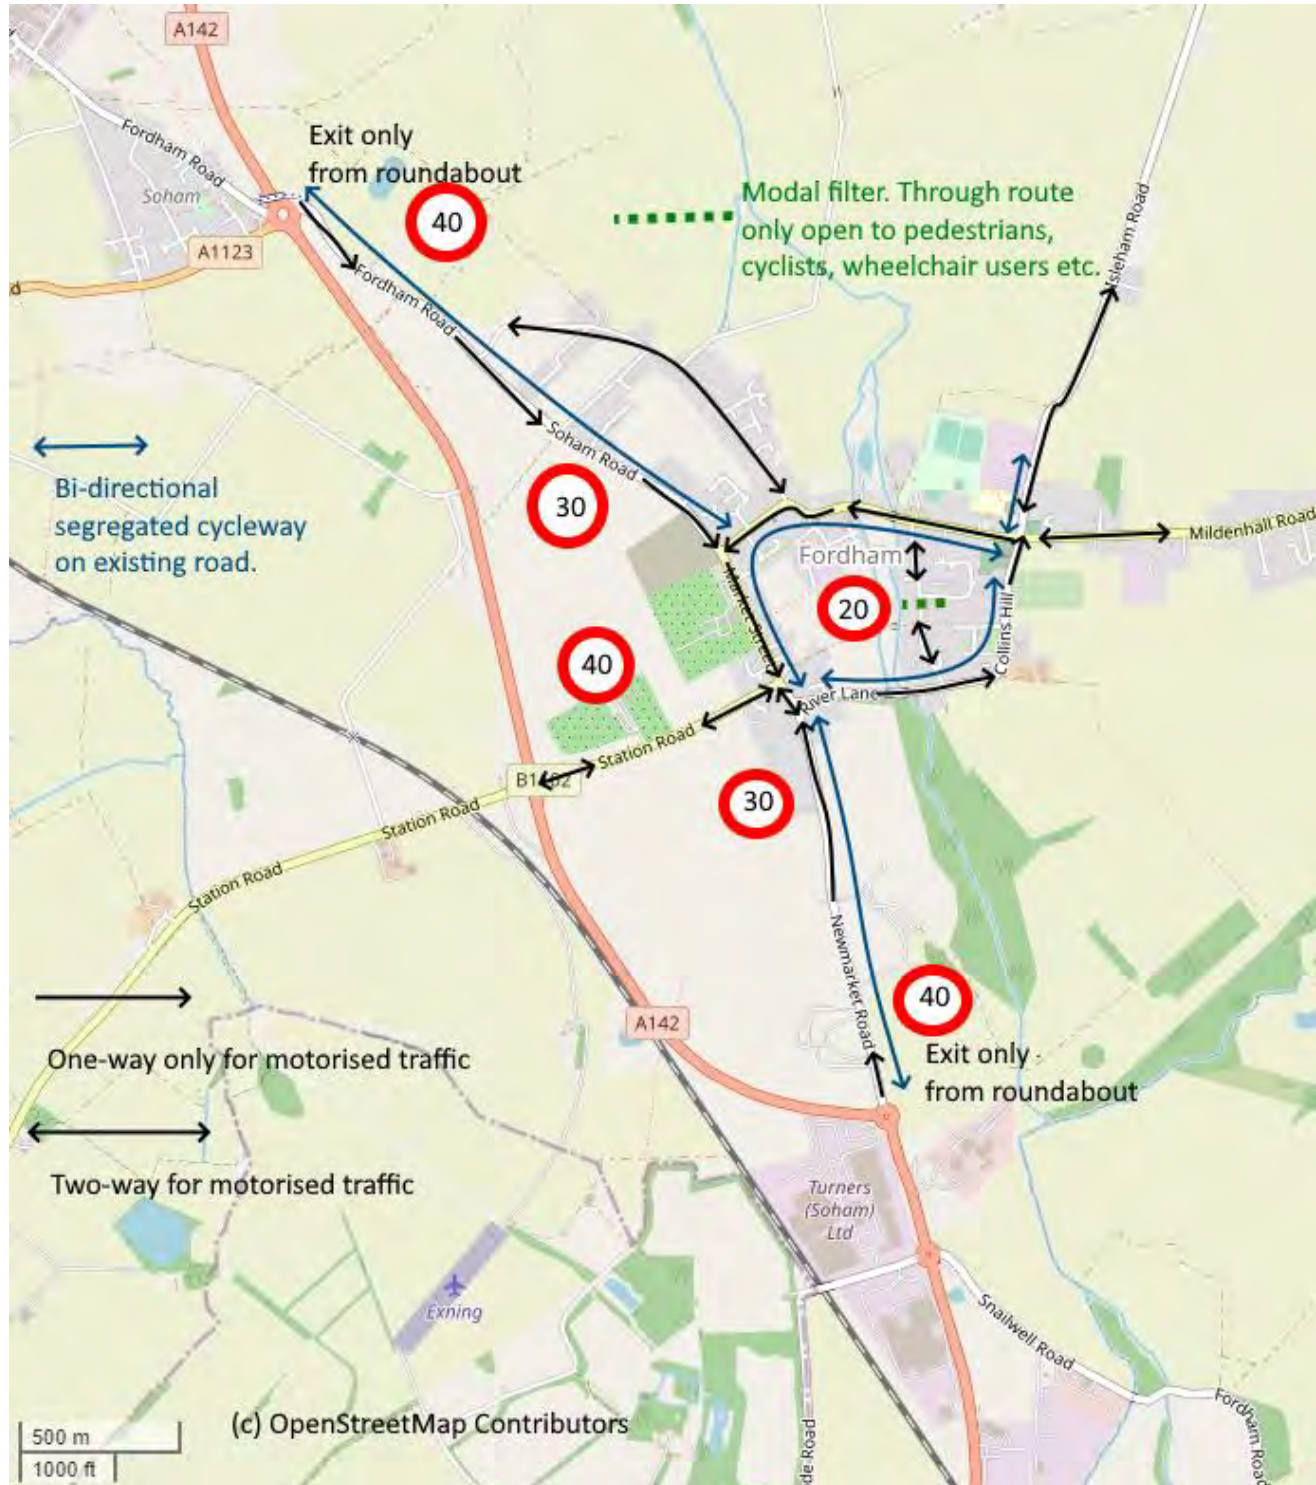 A142
Exit only
from roundabout
Fordham Road
Soham
40
Modal filter. Through route
only open to pedestrians,
cyclists, wheelchair users etc.
A1123
Isleham Road
Fordham Road
Soham Road
Bi-directional
segregated cycleway
on existing road.
30
Mildenhall Road
Fordham
Market Street
20
Collins Hill
40
River Lane
Station Road
30
Station Road
Station Road
Newmarket Road
40
A142
Exit only
from roundabout
One-way only for motorised traffic
Two-way for motorised traffic
Turners
(Soham)
Ltd
Exning
Snailwell Road
Fordham Road
(c) OpenStreetMap Contributors
500 m
1000 ft